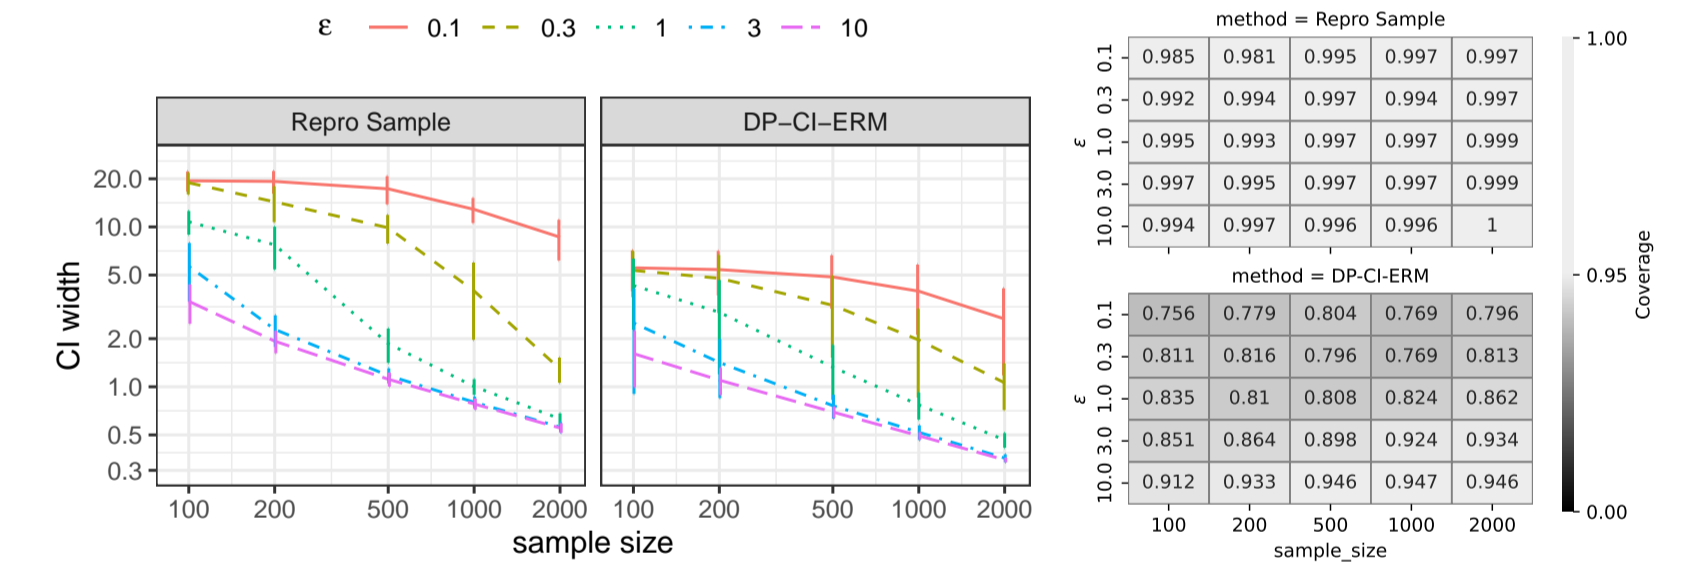 ε 0.1 0.3 1 3 10
Repro Sample
DP−CI−ERM
CI width
20.0
10.0
5.0
2.0
1.0
0.5
0.3
100 200 500 1000 2000
100 200 500 1000 2000
sample size
method = Repro Sample
ε
0.1 0.985 0.981 0.995 0.997 0.997
0.3 0.992 0.994 0.997 0.994 0.997
1.0 0.995 0.993 0.997 0.997 0.999
3.0 0.997 0.995 0.997 0.997 0.999
10.0 0.994 0.997 0.996 0.996 1
method = DP-CI-ERM
ε
0.1 0.756 0.779 0.804 0.769 0.796
0.3 0.811 0.816 0.796 0.769 0.813
1.0 0.835 0.81 0.808 0.824 0.862
3.0 0.851 0.864 0.898 0.924 0.934
10.0 0.912 0.933 0.946 0.947 0.946
100 200 500 1000 2000
sample_size
1.00
0.95
0.00
Coverage